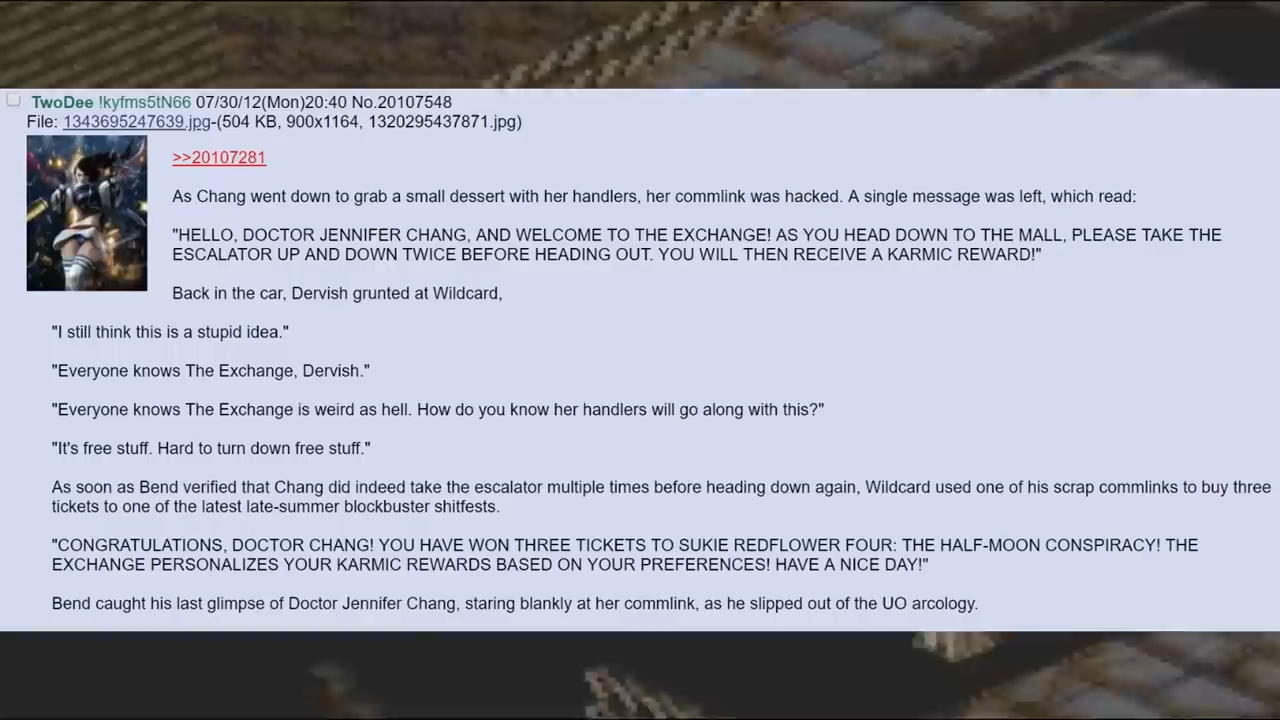 TwoDee !kyfms5tN66 07/30/12(Mon)20:40 No.20107548
File: 1343695247639.jpg-(504 KB, 900x1164, 1320295437871.jpg)
>>20107281
As Chang went down to grab a small dessert with her handlers, her commlink was hacked. A single message was left, which read:
"HELLO, DOCTOR JENNIFER CHANG, AND WELCOME TO THE EXCHANGE! AS YOU HEAD DOWN TO THE MALL, PLEASE TAKE THE
ESCALATOR UP AND DOWN TWICE BEFORE HEADING OUT. YOU WILL THEN RECEIVE A KARMIC REWARD!"
Back in the car, Dervish grunted at Wildcard,
"I still think this is a stupid idea."
"Everyone knows The Exchange, Dervish."
"Everyone knows The Exchange is weird as hell. How do you know her handlers will go along with this?"
"It's free stuff. Hard to turn down free stuff."
As soon as Bend verified that Chang did indeed take the escalator multiple times before heading down again, Wildcard used one of his scrap commlinks to buy three
tickets to one of the latest late-summer blockbuster shitfests.
"CONGRATULATIONS, DOCTOR CHANG! YOU HAVE WON THREE TICKETS TO SUKIE REDFLOWER FOUR: THE HALF-MOON CONSPIRACY! THE
EXCHANGE PERSONALIZES YOUR KARMIC REWARDS BASED ON YOUR PREFERENCES! HAVE A NICE DAY!"
Bend caught his last glimpse of Doctor Jennifer Chang, staring blankly at her commlink, as he slipped out of the UO arcology.